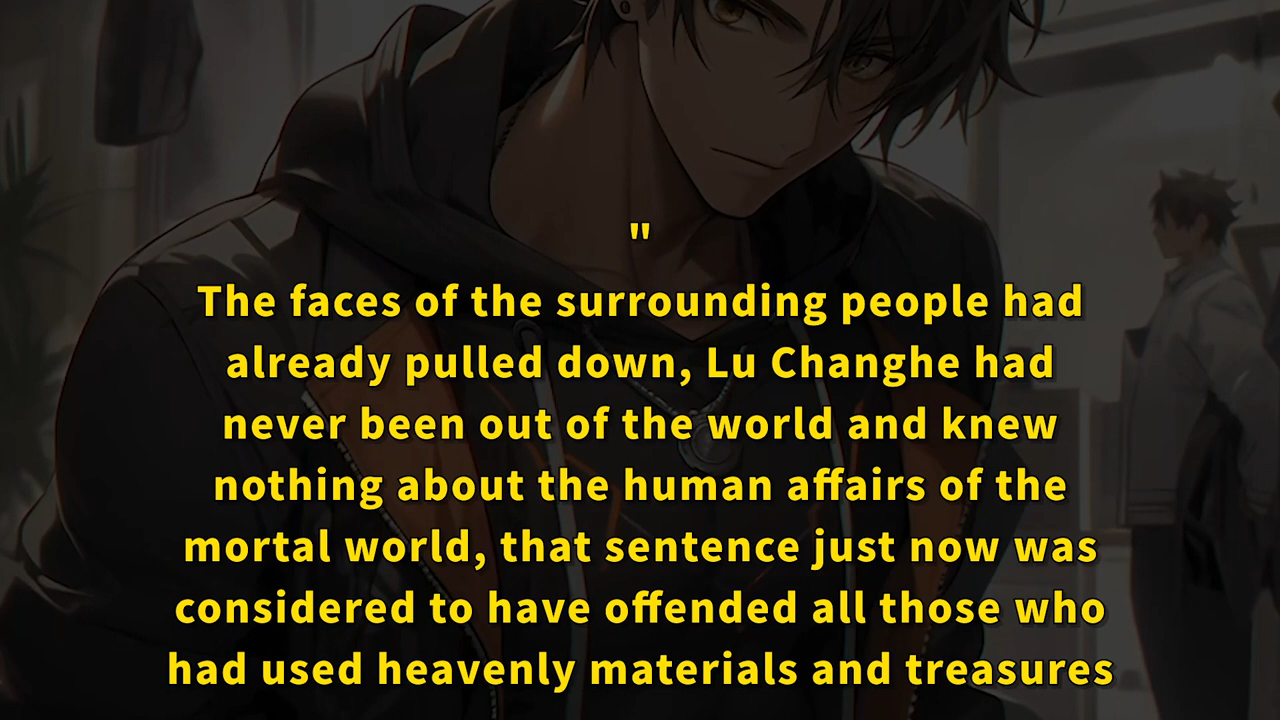 "
The faces of the surrounding people had
already pulled down, Lu Changhe had
never been out of the world and knew
nothing about the human affairs of the
mortal world, that sentence just now was
considered to have offended all those who
had used heavenly materials and treasures